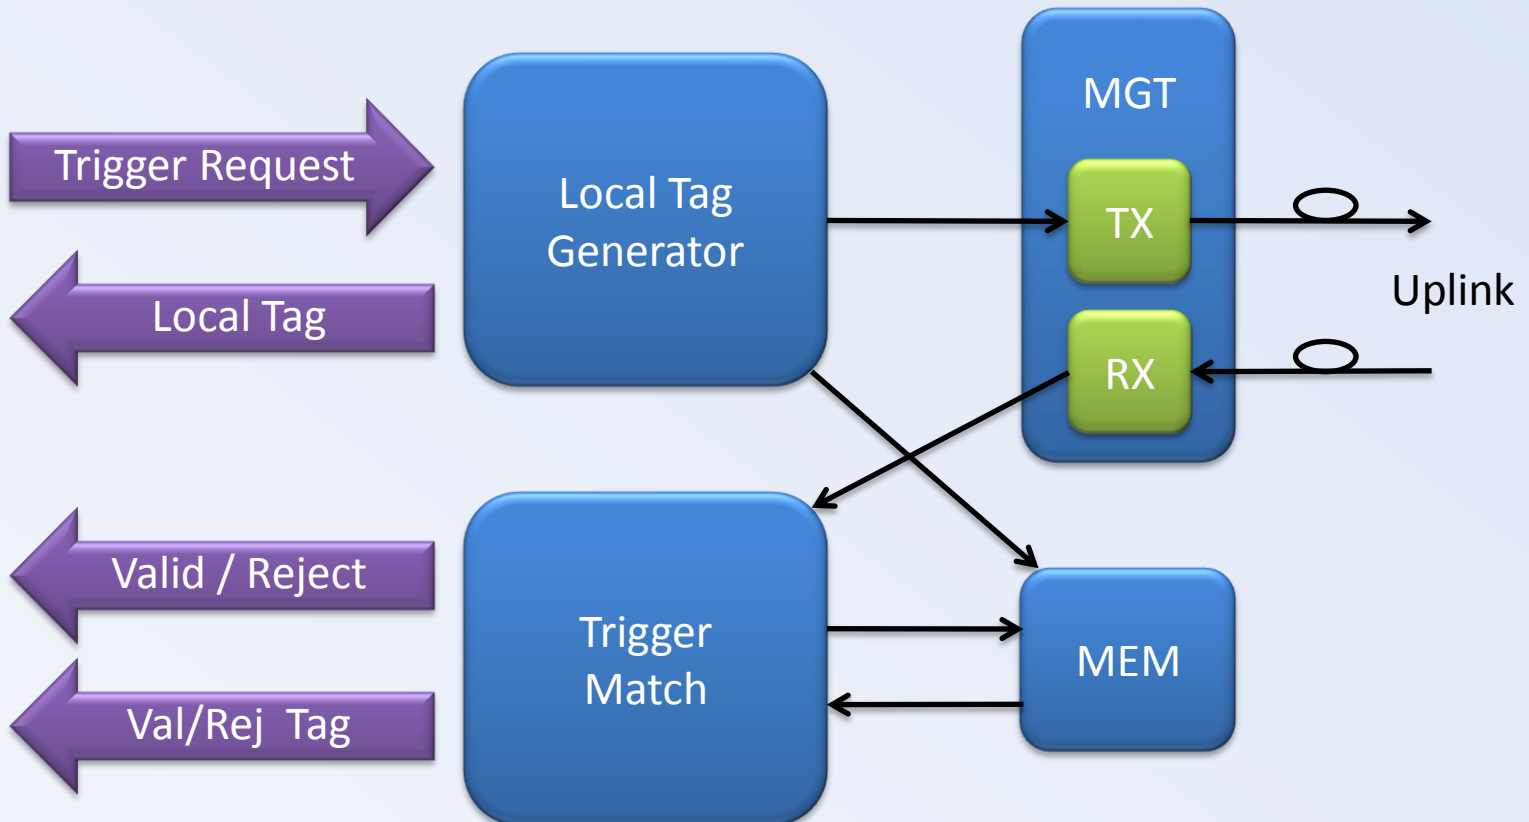 Trigger Request
Local Tag
Local Tag
Generator
MGT
TX
RX
Uplink
Valid / Reject
Val/Rej Tag
Trigger
Match
MEM